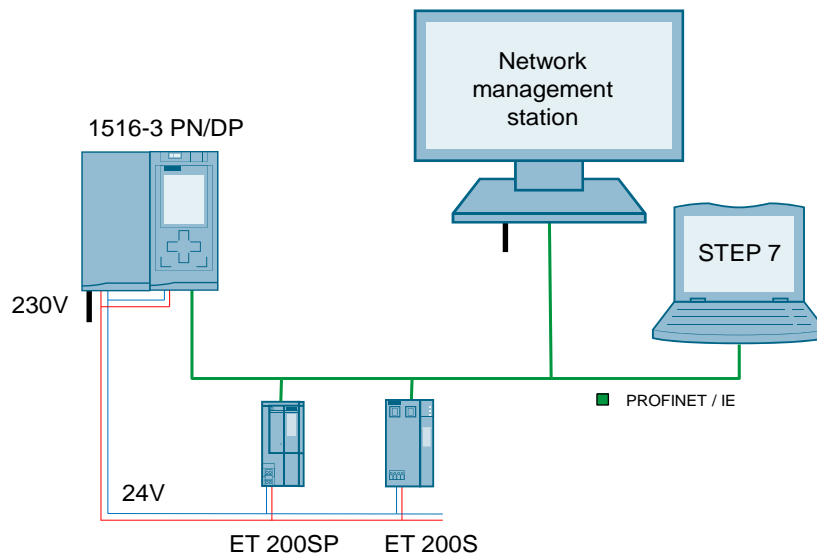 Network
management
station
1516-3 PN/DP
STEP 7
230V
PROFINET / IE
24V
ET 200SP
ET 200S